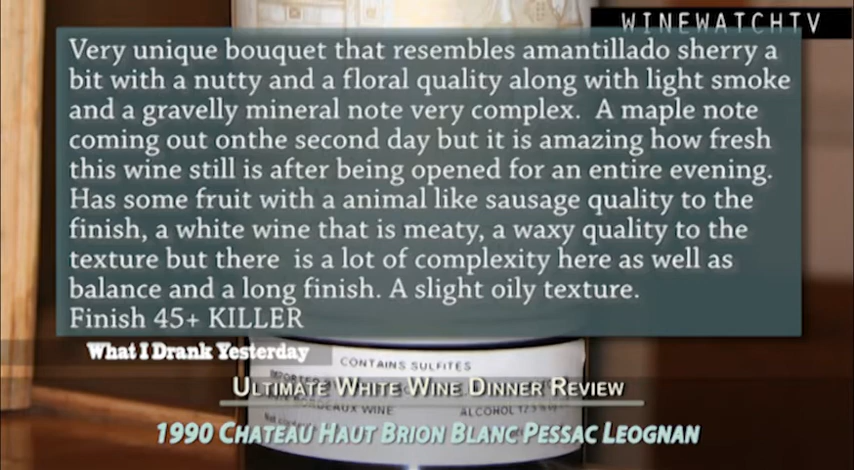 WINEWATCHTV
Very unique bouquet that resembles amantillado sherry a
bit with a nutty and a floral quality along with light smoke
and a gravelly mineral note very complex.  A maple note
coming out onthe second day but it is amazing how fresh
this wine still is after being opened for an entire evening.
Has some fruit with a animal like sausage quality to the
finish, a white wine that is meaty, a waxy quality to the
texture but there  is a lot of complexity here as well as
balance and a long finish. A slight oily texture.
Finish 45+ KILLER
What I Drank Yesterday
CONTAINS SULFITES
Ultimate White Wine Dinner Review
BORDEAUX WINE
ALCOHOL
1990 Chateau Haut Brion Blanc Pessac Leognan